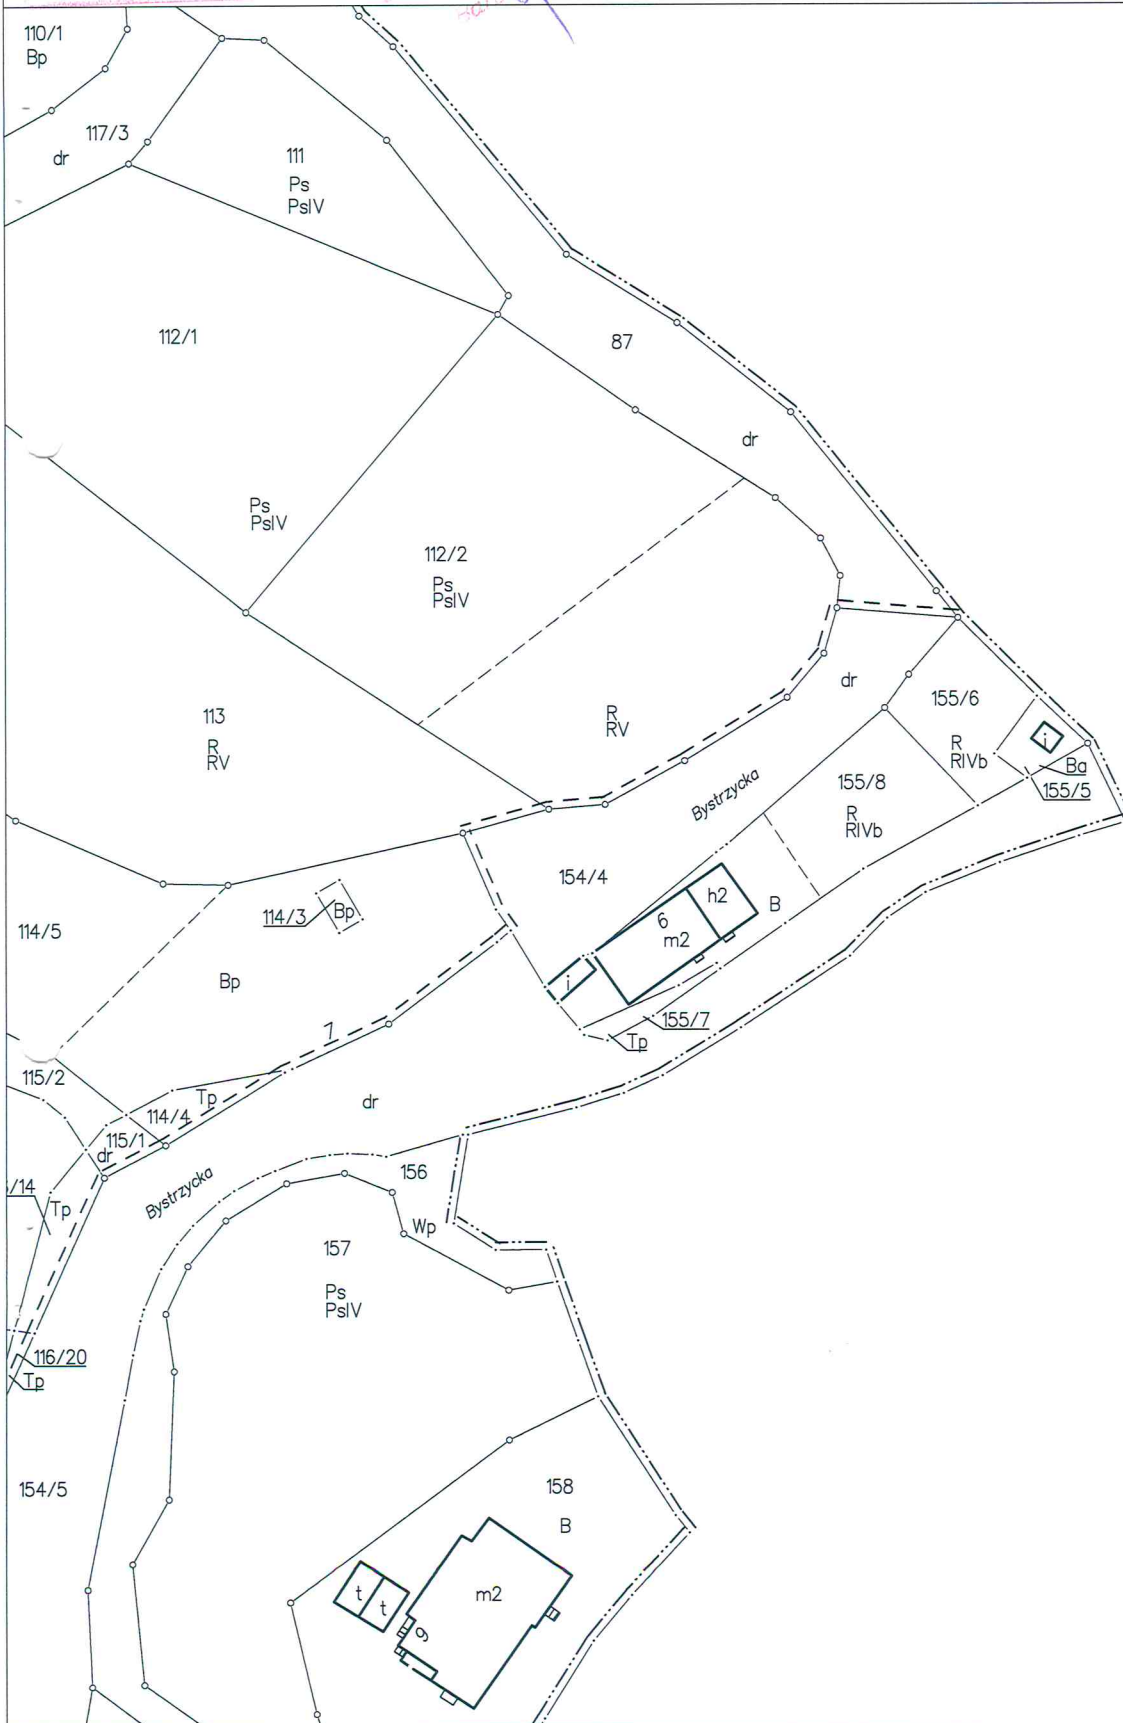 110/1
Bp
117/3
dr
111
Ps
PsIV
112/1
87
dr
Ps
PsIV
112/2
Ps
PsIV
113
R
RV
R
RV
dr
155/6
R
RIVb
i
Ba
155/5
Bystrzycka
155/8
R
RIVb
154/4
h2
6
m2
B
i
114/5
114/3
Bp
Bp
155/7
Tp
7
115/2
Tp
114/4
115/1
dr
dr
Bystrzycka
156
Wp
/14
Tp
157
Ps
PsIV
116/20
Tp
154/5
158
B
m2
t
t
9